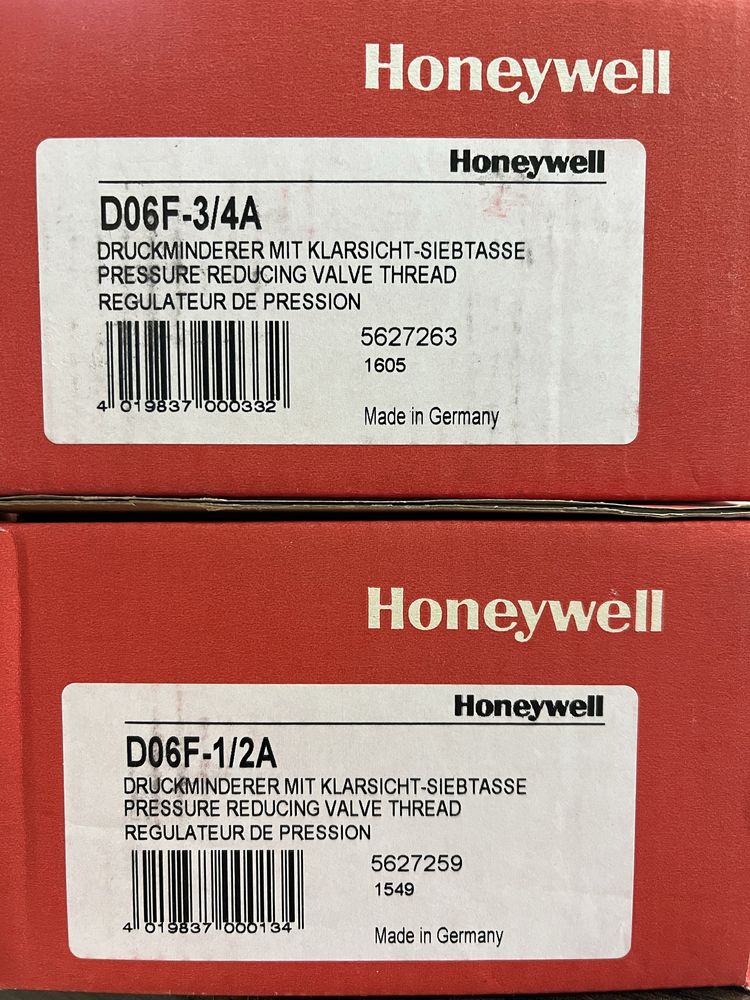 Honeywell
Honeywell
D06F-3/4A
DRUCKMINDERER MIT KLARSICHT-SIEBTASSE
PRESSURE REDUCING VALVE THREAD
REGULATEUR DE PRESSION
5627263
1605
4 019837 000332
Made in Germany
Honeywell
Honeywell
D06F-1/2A
DRUCKMINDERER MIT KLARSICHT-SIEBTASSE
PRESSURE REDUCING VALVE THREAD
REGULATEUR DE PRESSION
5627259
1549
4 019837 000134
Made in Germany